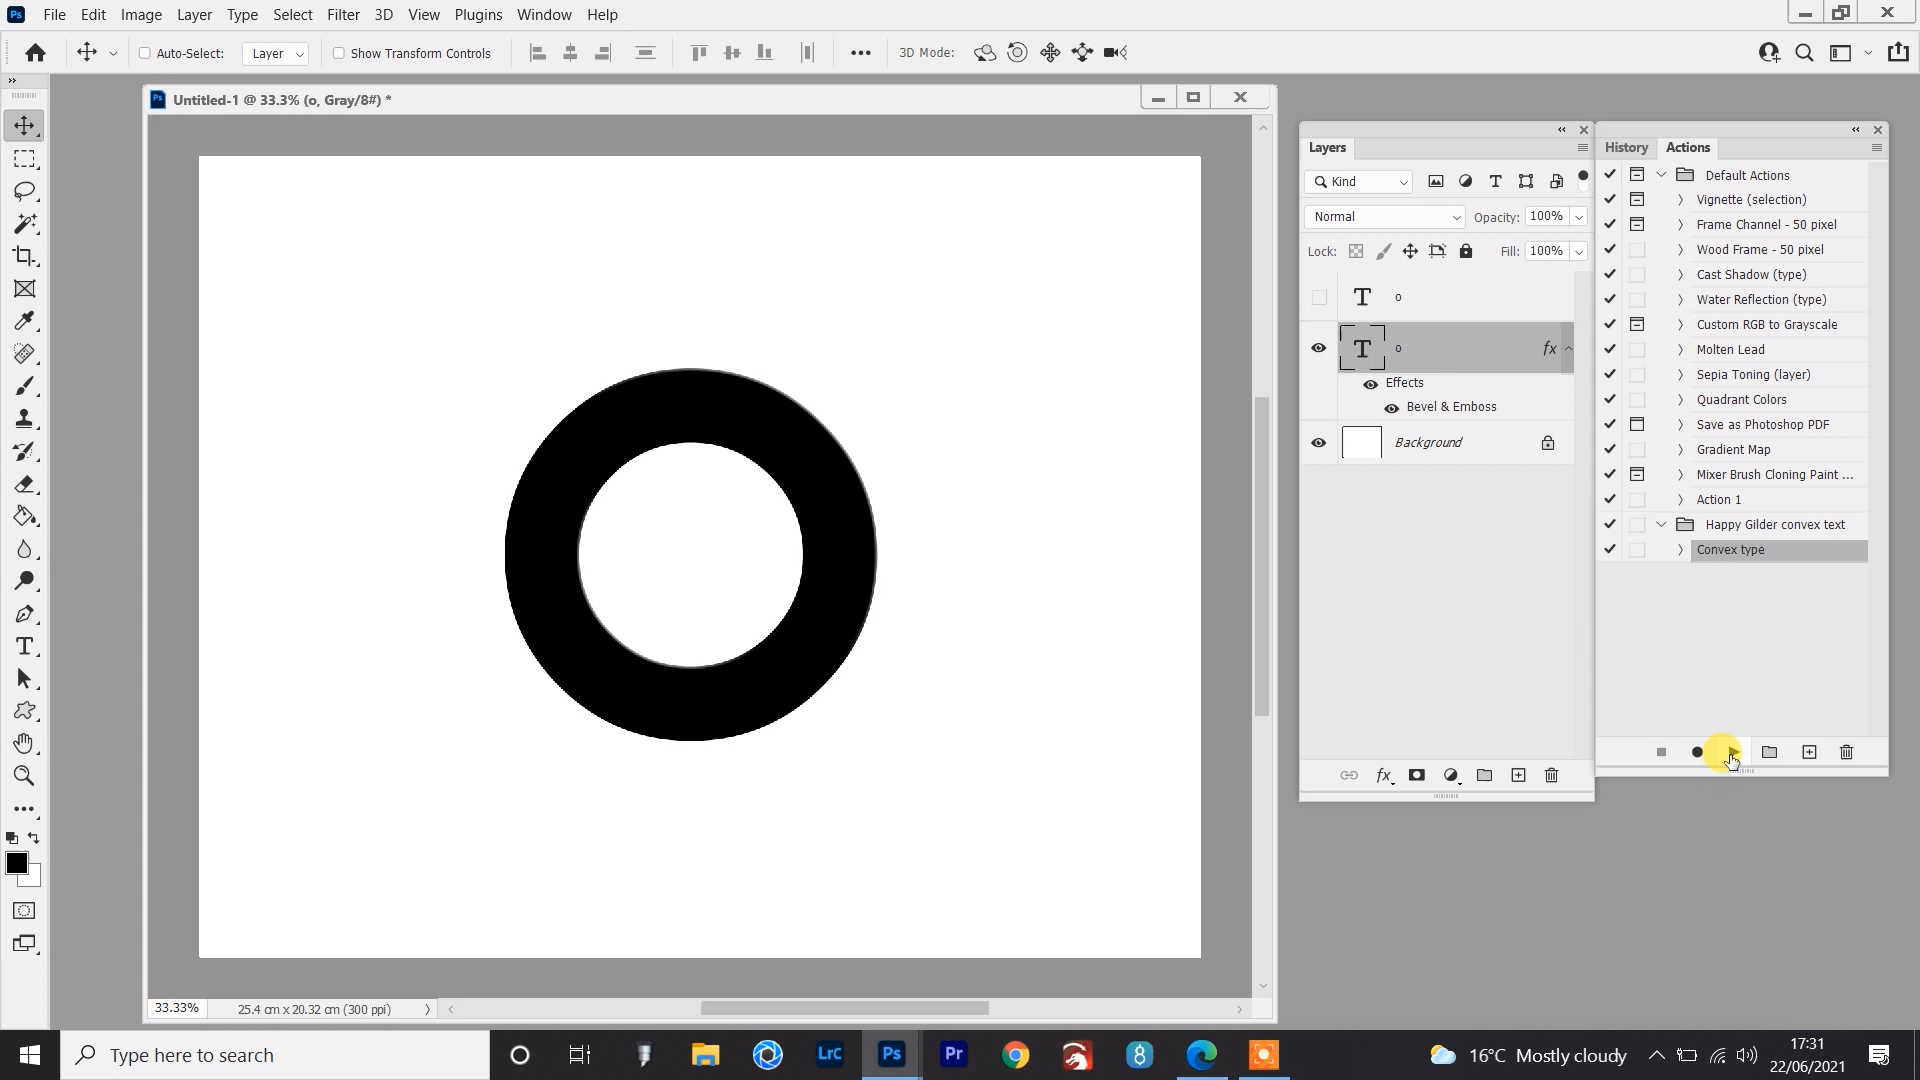 Ps File Edit Image Layer Type Select Filter 3D View Plugins Window Help
Auto-Select: Layer Show Transform Controls 3D Mode:
Ps Untitled-1 @ 33.3% (o, Gray/8#) *
Layers
Kind
Normal Opacity: 100%
Lock: Fill: 100%
T o
T o fx
Effects
Bevel & Emboss
Background
fx
History Actions
Default Actions
Vignette (selection)
Frame Channel - 50 pixel
Wood Frame - 50 pixel
Cast Shadow (type)
Water Reflection (type)
Custom RGB to Grayscale
Molten Lead
Sepia Toning (layer)
Quadrant Colors
Save as Photoshop PDF
Gradient Map
Mixer Brush Cloning Paint ...
Action 1
Happy Gilder convex text
Convex type
33.33% 25.4 cm x 20.32 cm (300 ppi)
Type here to search
LrC Ps Pr
16°C Mostly cloudy
17:31
22/06/2021